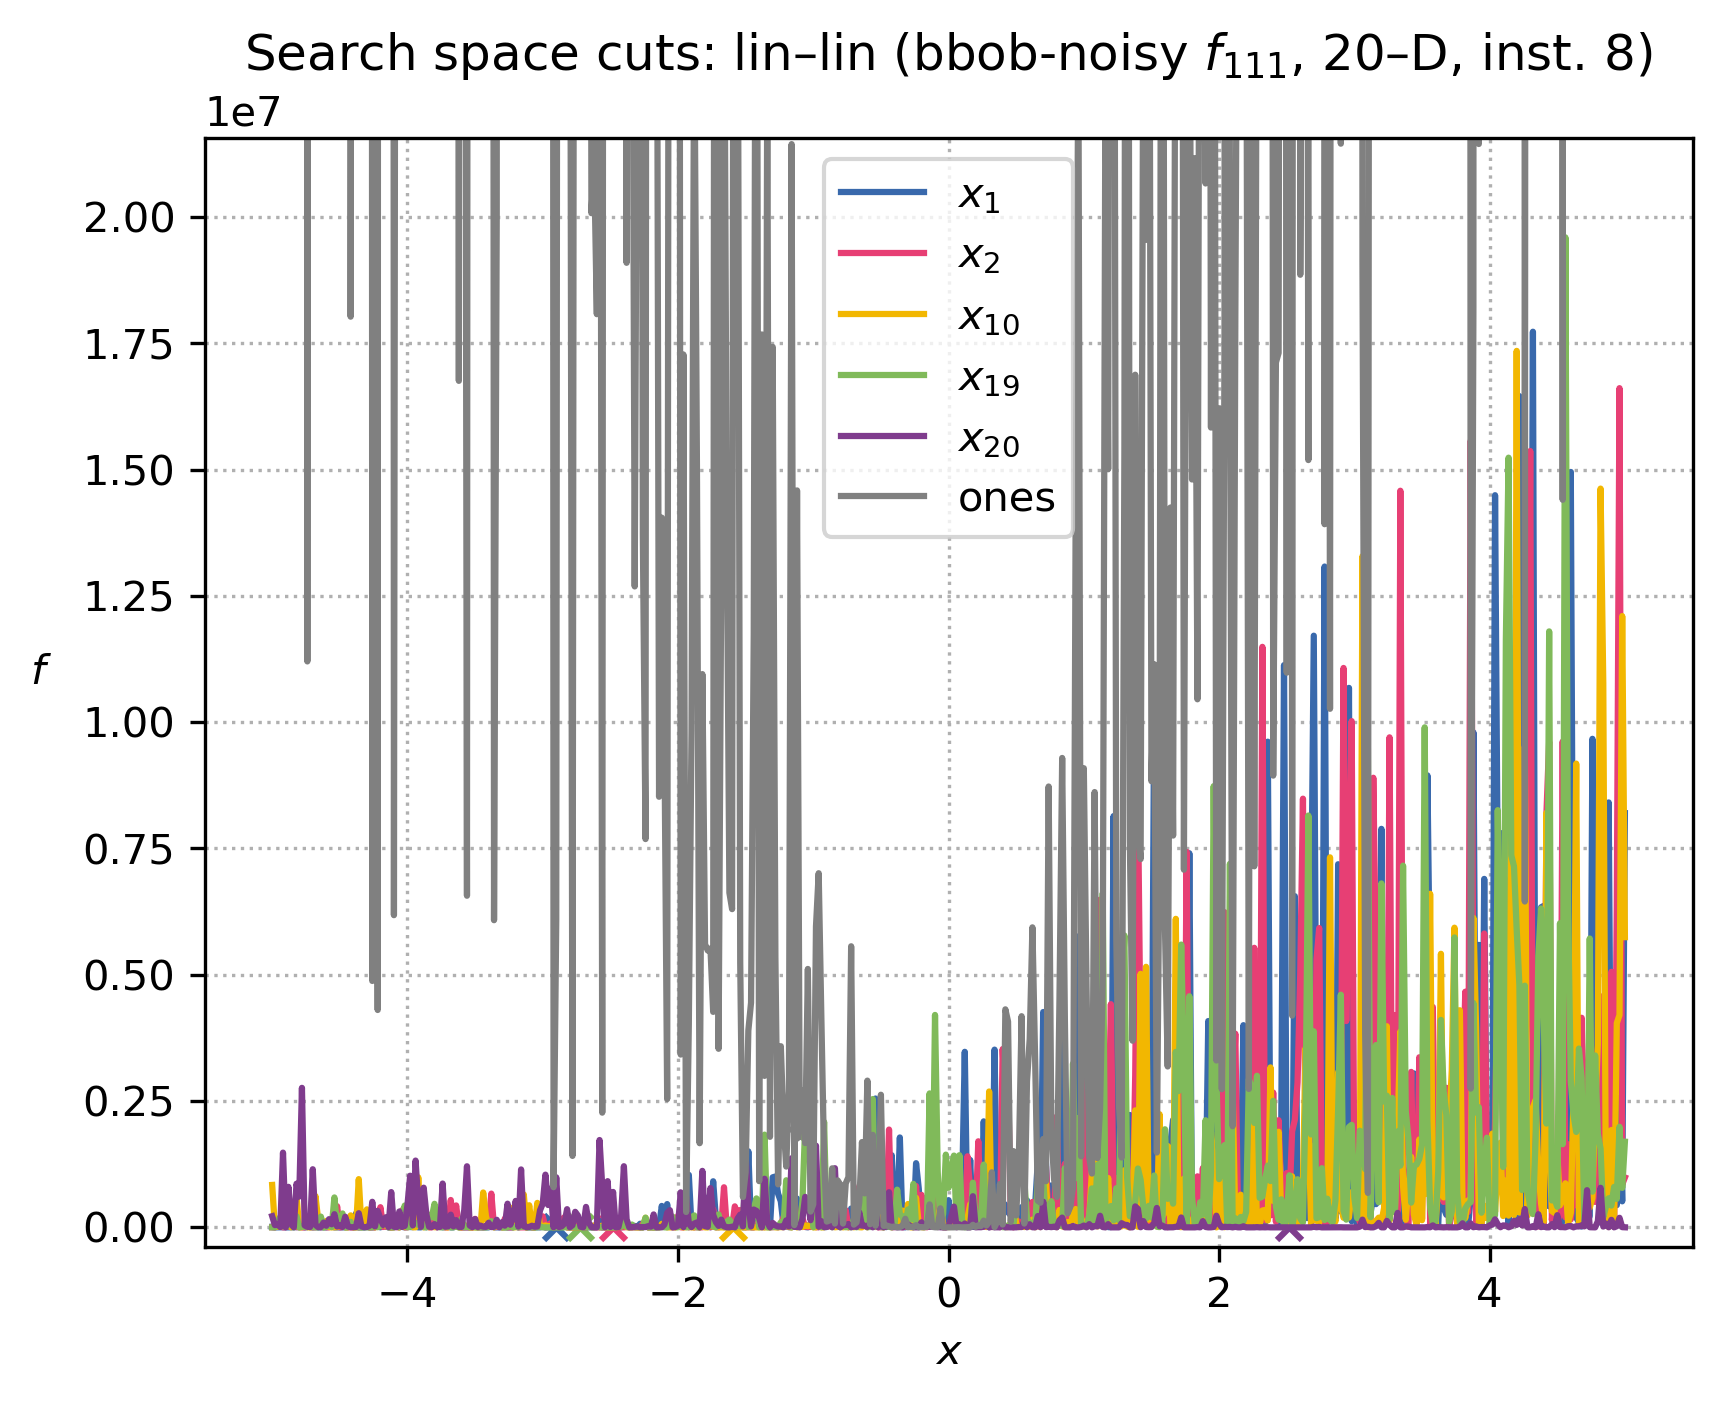 Search space cuts: lin–lin (bbob-noisy f111, 20–D, inst. 8)
1e7
2.00
1.75
1.50
1.25
1.00
0.75
0.50
0.25
0.00
f
x1
x2
x10
x19
x20
ones
−4
−2
0
2
4
x